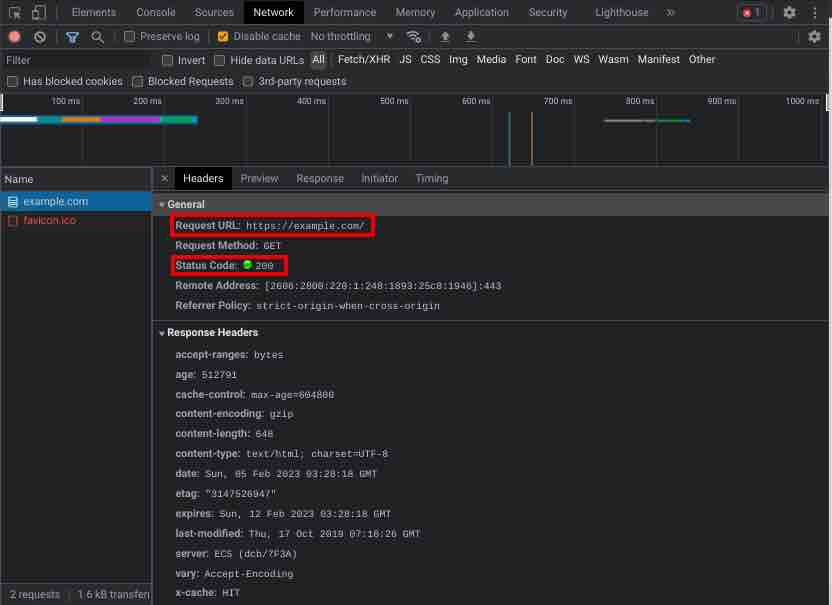 Elements Console Sources Network Performance Memory Application Security Lighthouse » 1
Preserve log Disable cache No throttling
Filter Invert Hide data URLs All Fetch/XHR JS CSS Img Media Font Doc WS Wasm Manifest Other
Has blocked cookies Blocked Requests 3rd-party requests
100 ms 200 ms 300 ms 400 ms 500 ms 600 ms 700 ms 800 ms 900 ms 1000 ms
Name × Headers Preview Response Initiator Timing
example.com
favicon.ico
General
Request URL: https://example.com/
Request Method: GET
Status Code: 200
Remote Address: [2606:2800:220:1:248:1893:25c8:1946]:443
Referrer Policy: strict-origin-when-cross-origin
Response Headers
accept-ranges: bytes
age: 512791
cache-control: max-age=604800
content-encoding: gzip
content-length: 648
content-type: text/html; charset=UTF-8
date: Sun, 05 Feb 2023 03:28:18 GMT
etag: "3147526947"
expires: Sun, 12 Feb 2023 03:28:18 GMT
last-modified: Thu, 17 Oct 2019 07:18:26 GMT
server: ECS (dcb/7F3A)
vary: Accept-Encoding
x-cache: HIT
2 requests 1.6 kB transfen